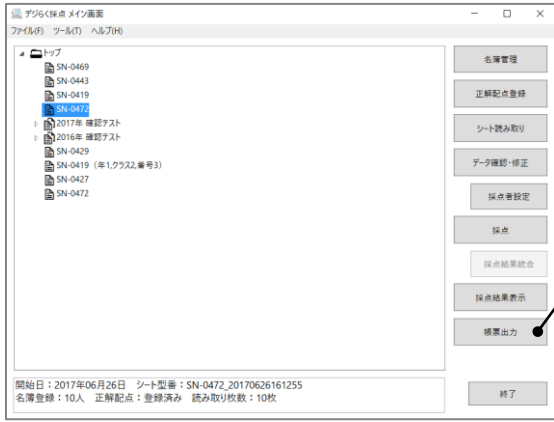 デジらく採点 メイン画面
ファイル(F) ツール(T) ヘルプ(H)
トップ
SN-0469
SN-0443
SN-0419
SN-0472
2017年 確認テスト
2016年 確認テスト
SN-0429
SN-0419（年1,クラス2,番号3）
SN-0427
SN-0472
名簿管理
正解配点登録
シート読み取り
データ確認・修正
採点者設定
採点
採点結果統合
採点結果表示
帳票出力
開始日：2017年06月26日 シート型番：SN-0472_20170626161255
名簿登録：10人 正解配点：登録済み 読み取り枚数：10枚
終了